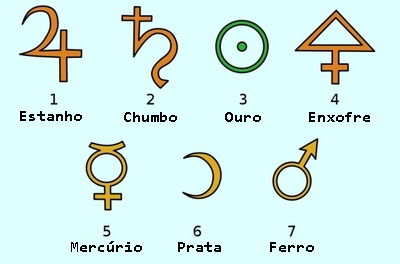 1 2 3 4
Estanho Chumbo Ouro Enxofre
5 6 7
Mercúrio Prata Ferro